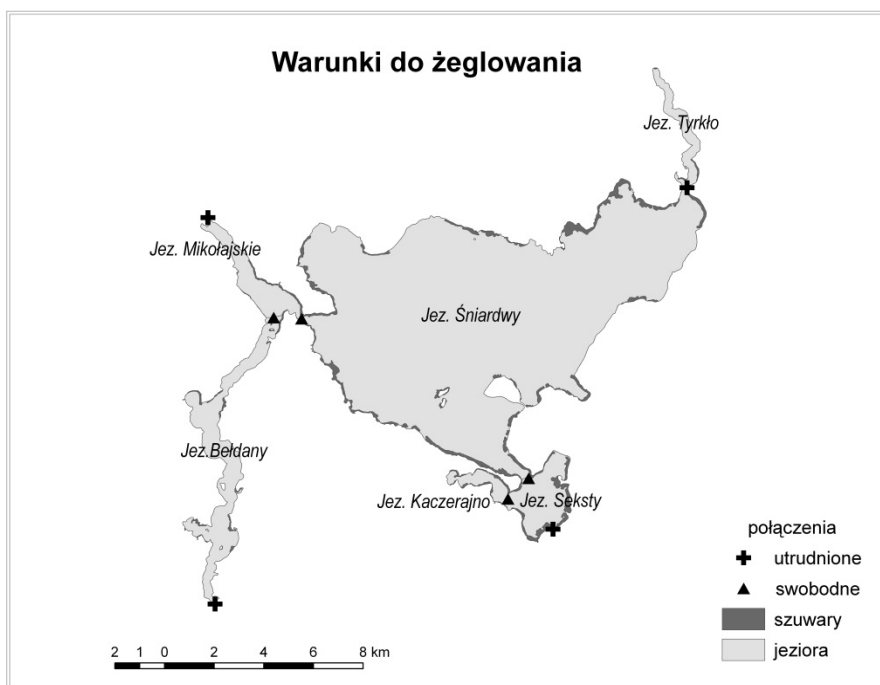 Warunki do żeglowania
Jez. Tyrkło
Jez. Mikołajskie
Jez. Śniardwy
Jez.Bełdany
Jez. Kaczerajno
Jez. Seksty
połączenia
utrudnione
swobodne
szuwary
jeziora
2 1 0 2 4 6 8 km